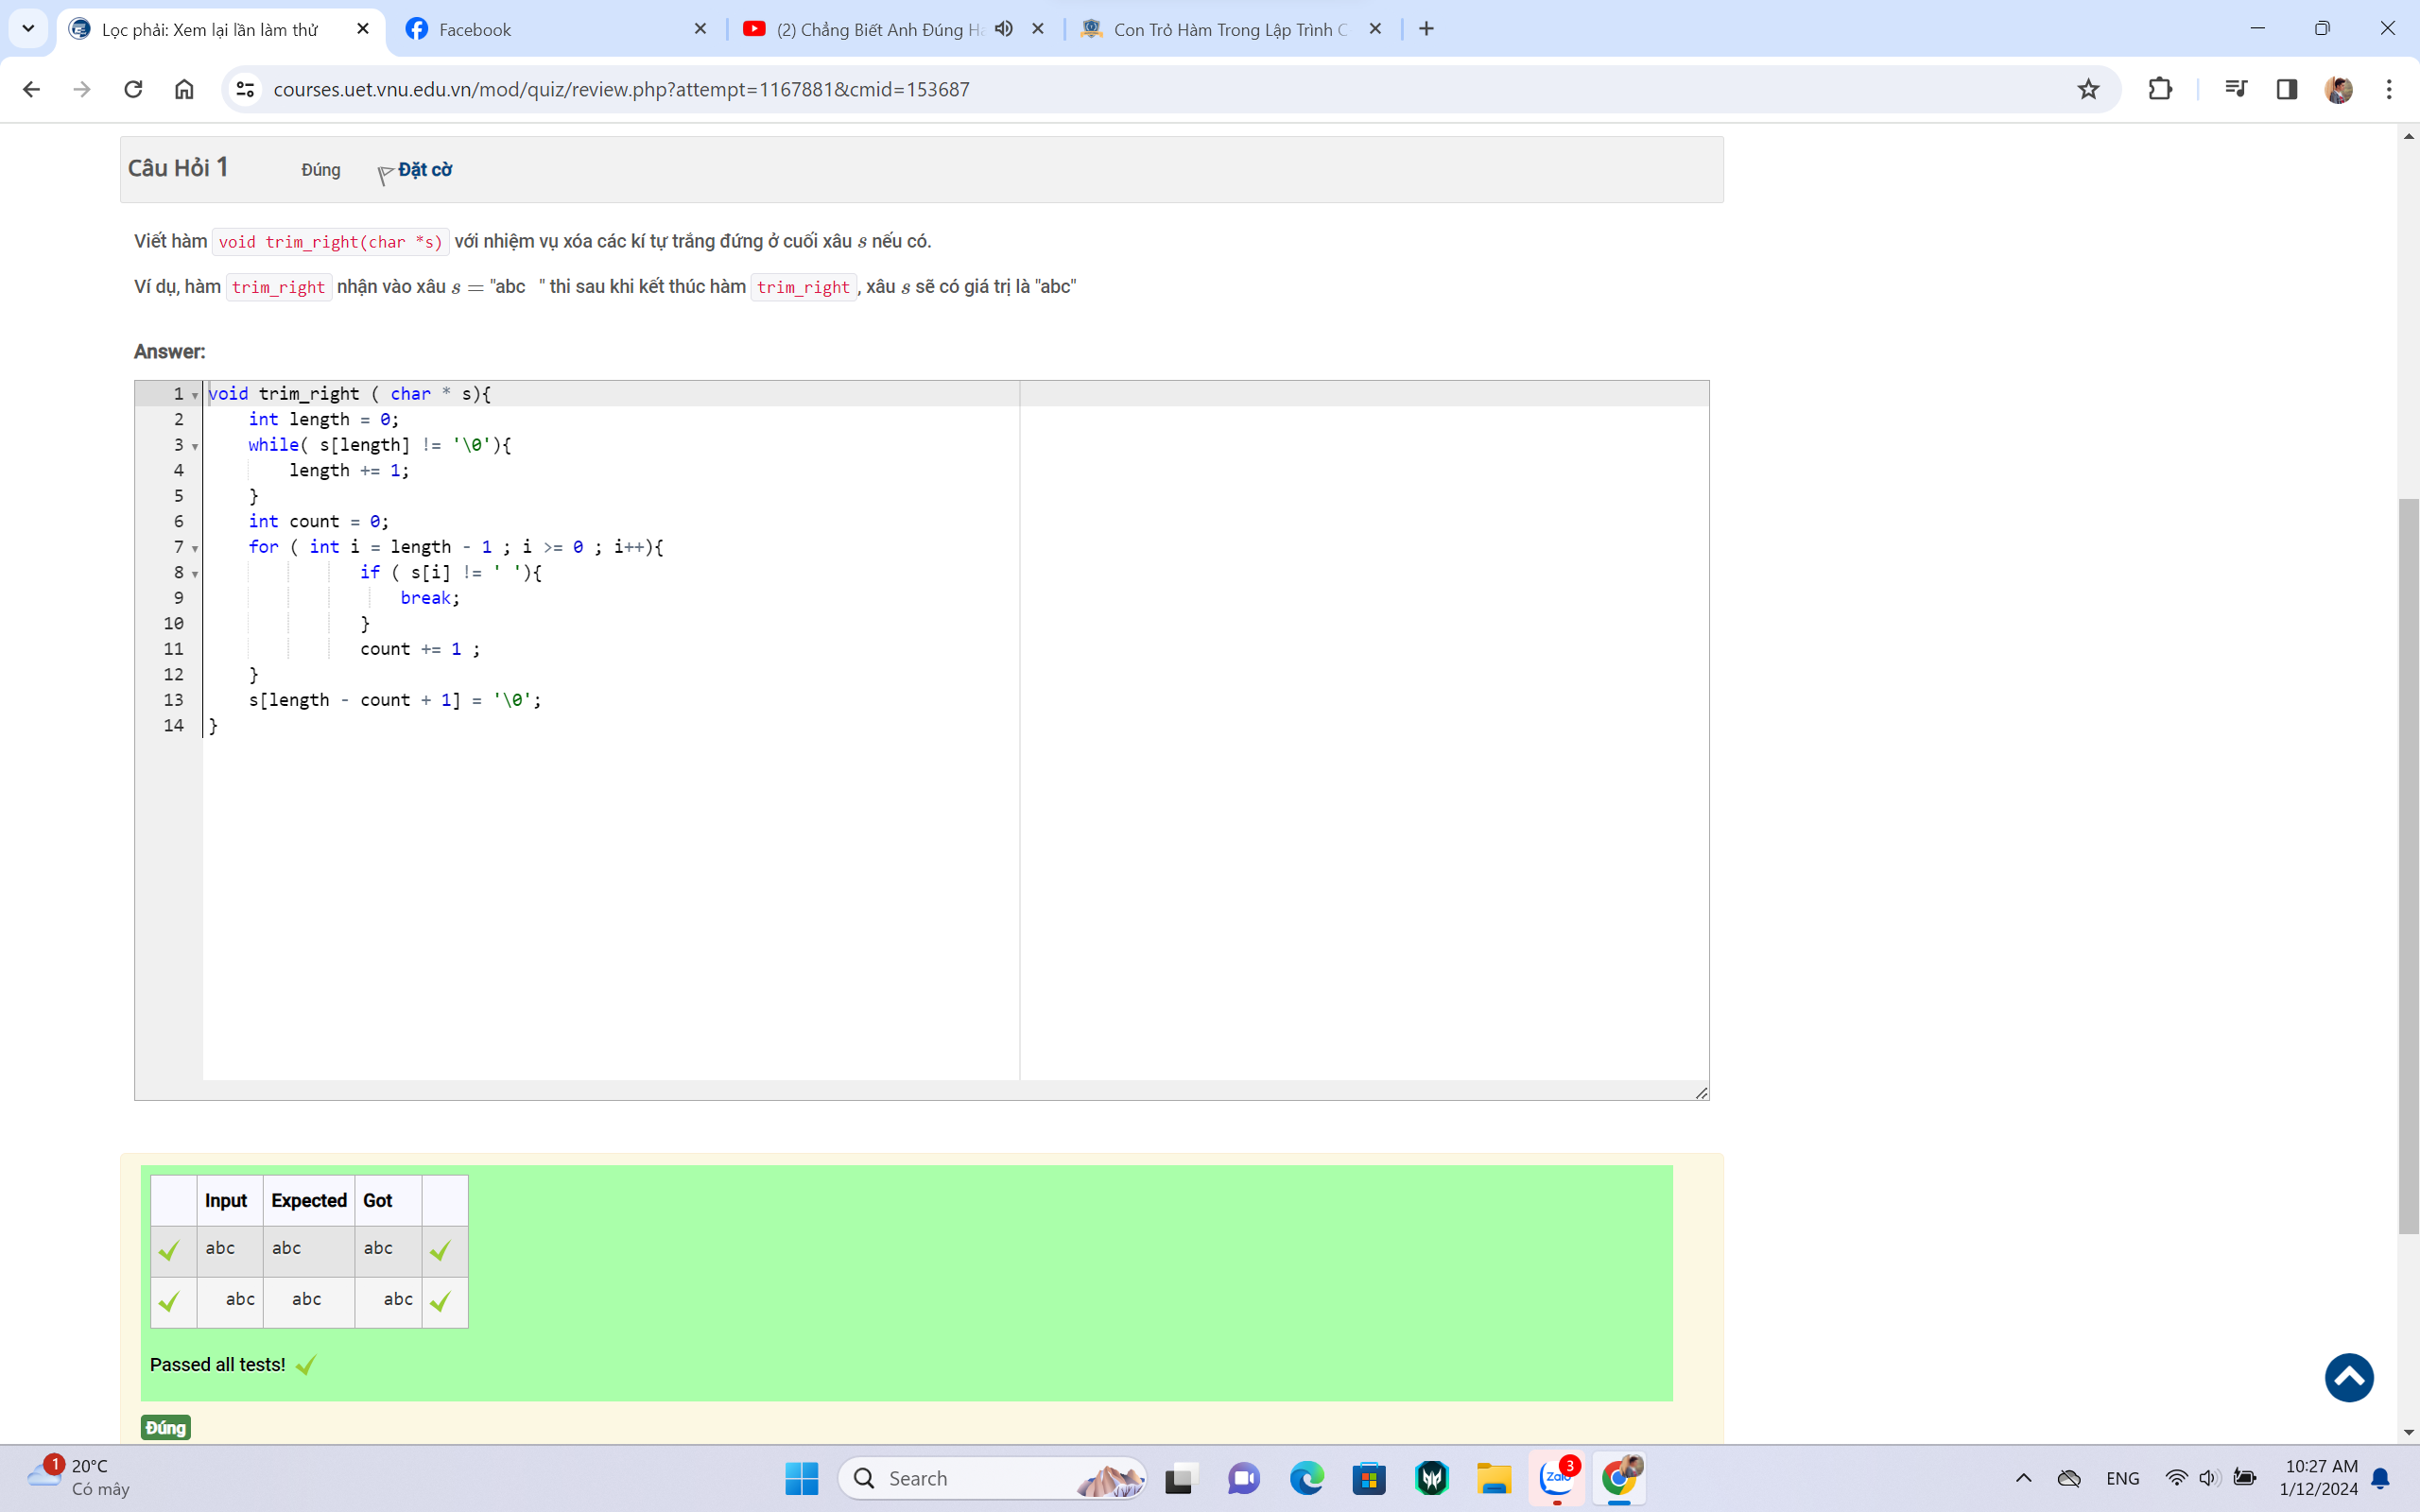 Lọc phải: Xem lại lần làm thử
Facebook
(2) Chẳng Biết Anh Đúng H
Con Trỏ Hàm Trong Lập Trình C
courses.uet.vnu.edu.vn/mod/quiz/review.php?attempt=1167881&cmid=153687
Câu Hỏi 1 Đúng Đặt cờ
Viết hàm void trim_right(char *s) với nhiệm vụ xóa các kí tự trắng đứng ở cuối xâu s nếu có.
Ví dụ, hàm trim_right nhận vào xâu s = "abc   " thì sau khi kết thúc hàm trim_right, xâu s sẽ có giá trị là "abc"
Answer:
1 void trim_right ( char * s){
2     int length = 0;
3     while( s[length] != '\0'){
4         length += 1;
5     }
6     int count = 0;
7     for ( int i = length - 1 ; i >= 0 ; i++){
8                if ( s[i] != ' '){
9                    break;
10                }
11                count += 1 ;
12     }
13     s[length - count + 1] = '\0';
14 }
Input Expected Got
abc abc abc
abc abc abc
Passed all tests!
Đúng
1
20°C
Có mây
Search
Zalo
3
ENG
10:27 AM
1/12/2024